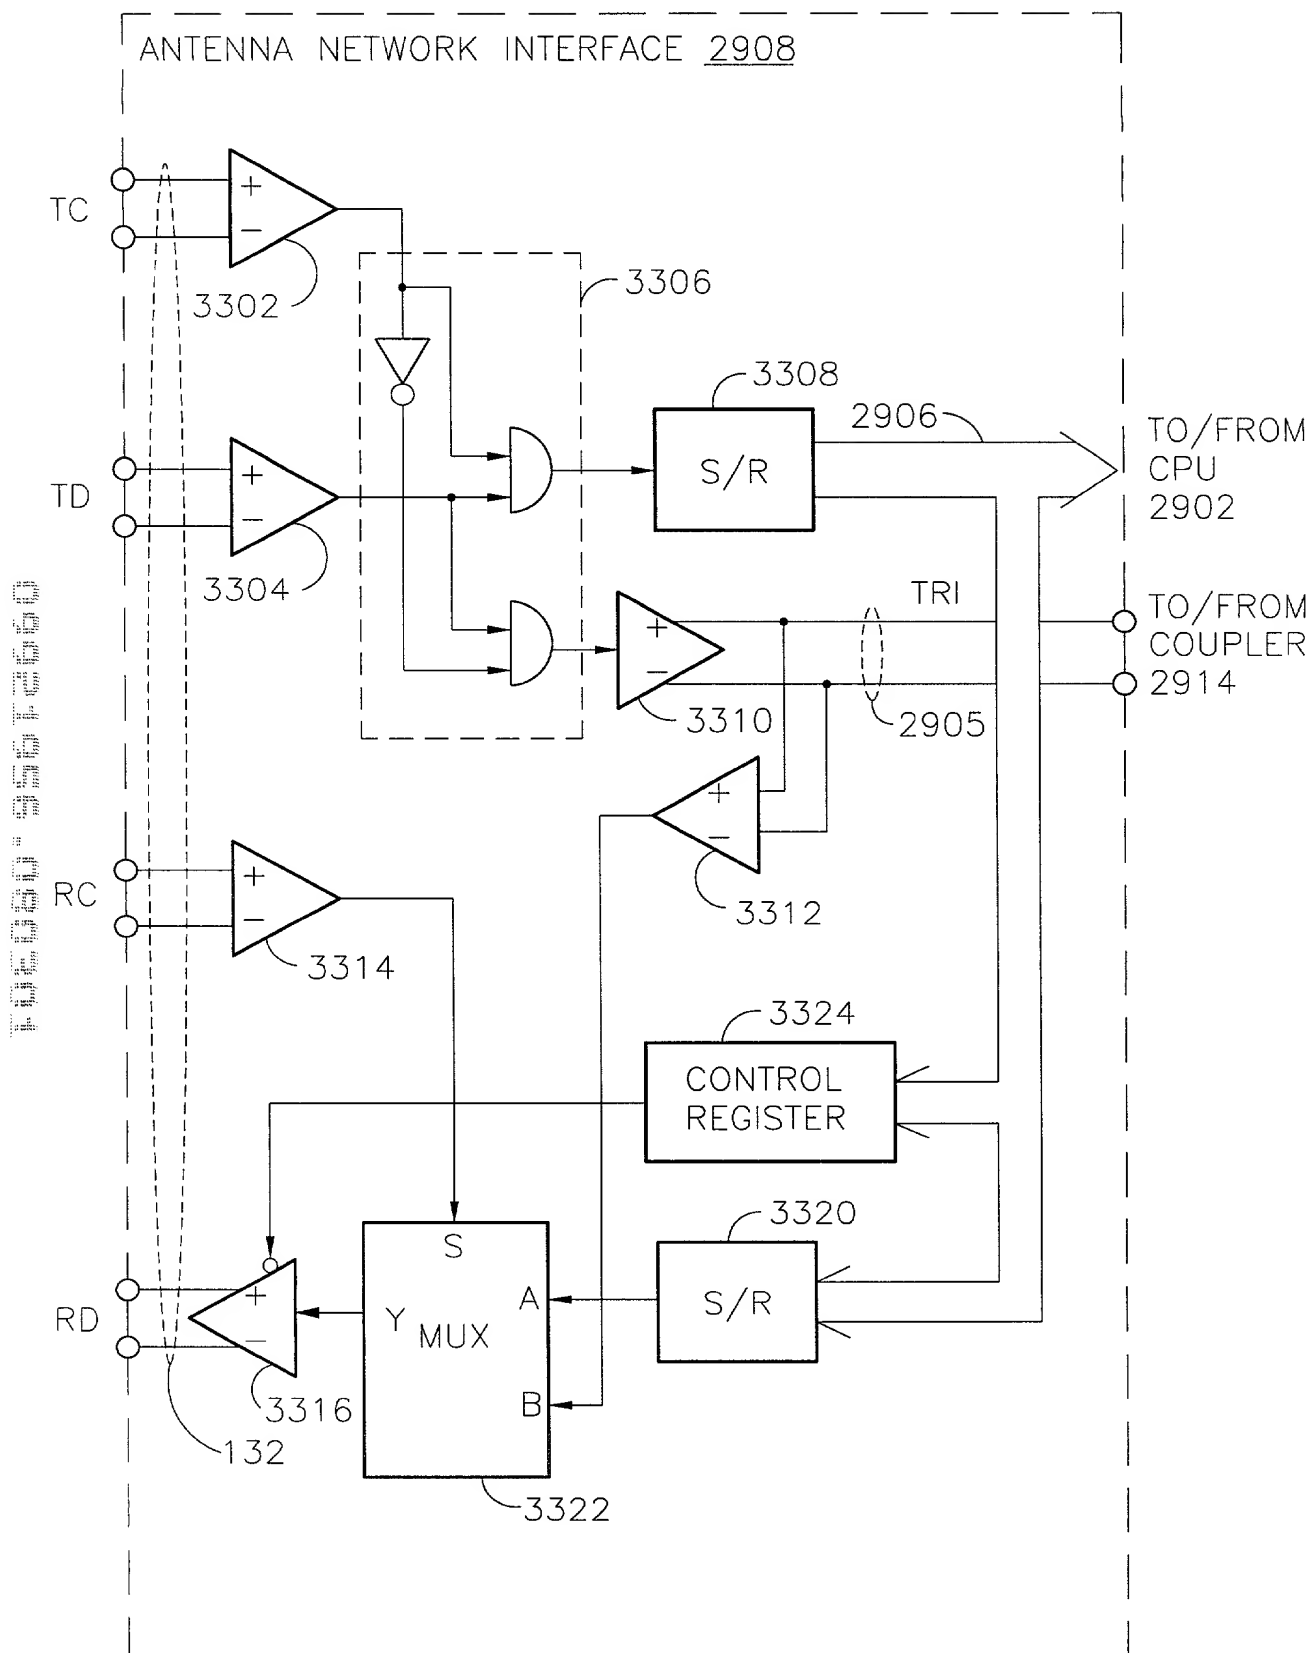 ANTENNA NETWORK INTERFACE 2908
TC
+
−
3302
3306
TD
+
−
3304
3308
S/R
2906
TO/FROM
CPU
2902
TRI
TO/FROM
COUPLER
2914
+
−
3310
2905
+
−
3312
RC
+
−
3314
3324
CONTROL
REGISTER
3320
S/R
S
A
Y
MUX
B
RD
+
−
3316
132
3322